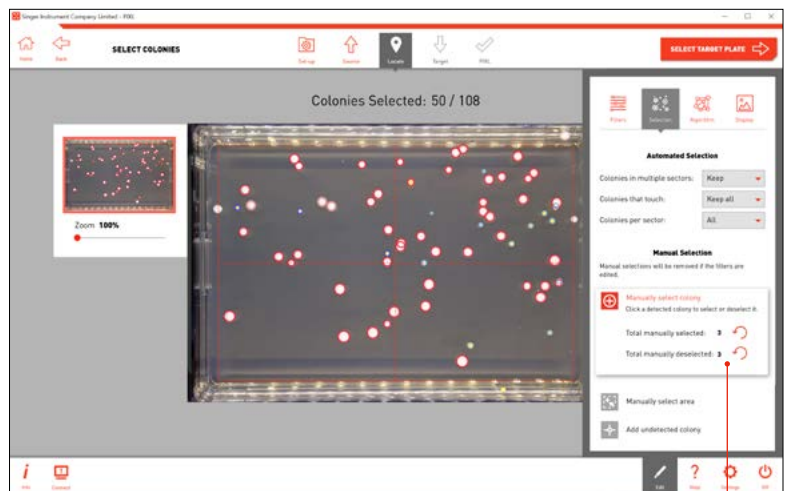 Singer Instrument Company Limited - PIXL
Home
Back
SELECT COLONIES
Set up
Source
Locate
Target
PIXL
SELECT TARGET PLATE
Colonies Selected: 50 / 108
Zoom 100%
Filters
Selection
Algorithm
Display
Automated Selection
Colonies in multiple sectors: Keep
Colonies that touch: Keep all
Colonies per sector: All
Manual Selection
Manual selections will be removed if the filters are
edited.
Manually select colony
Click a detected colony to select or deselect it.
Total manually selected: 3
Total manually deselected: 3
Manually select area
Add undetected colony
Info
Connect
Edit
Help
Settings
Off